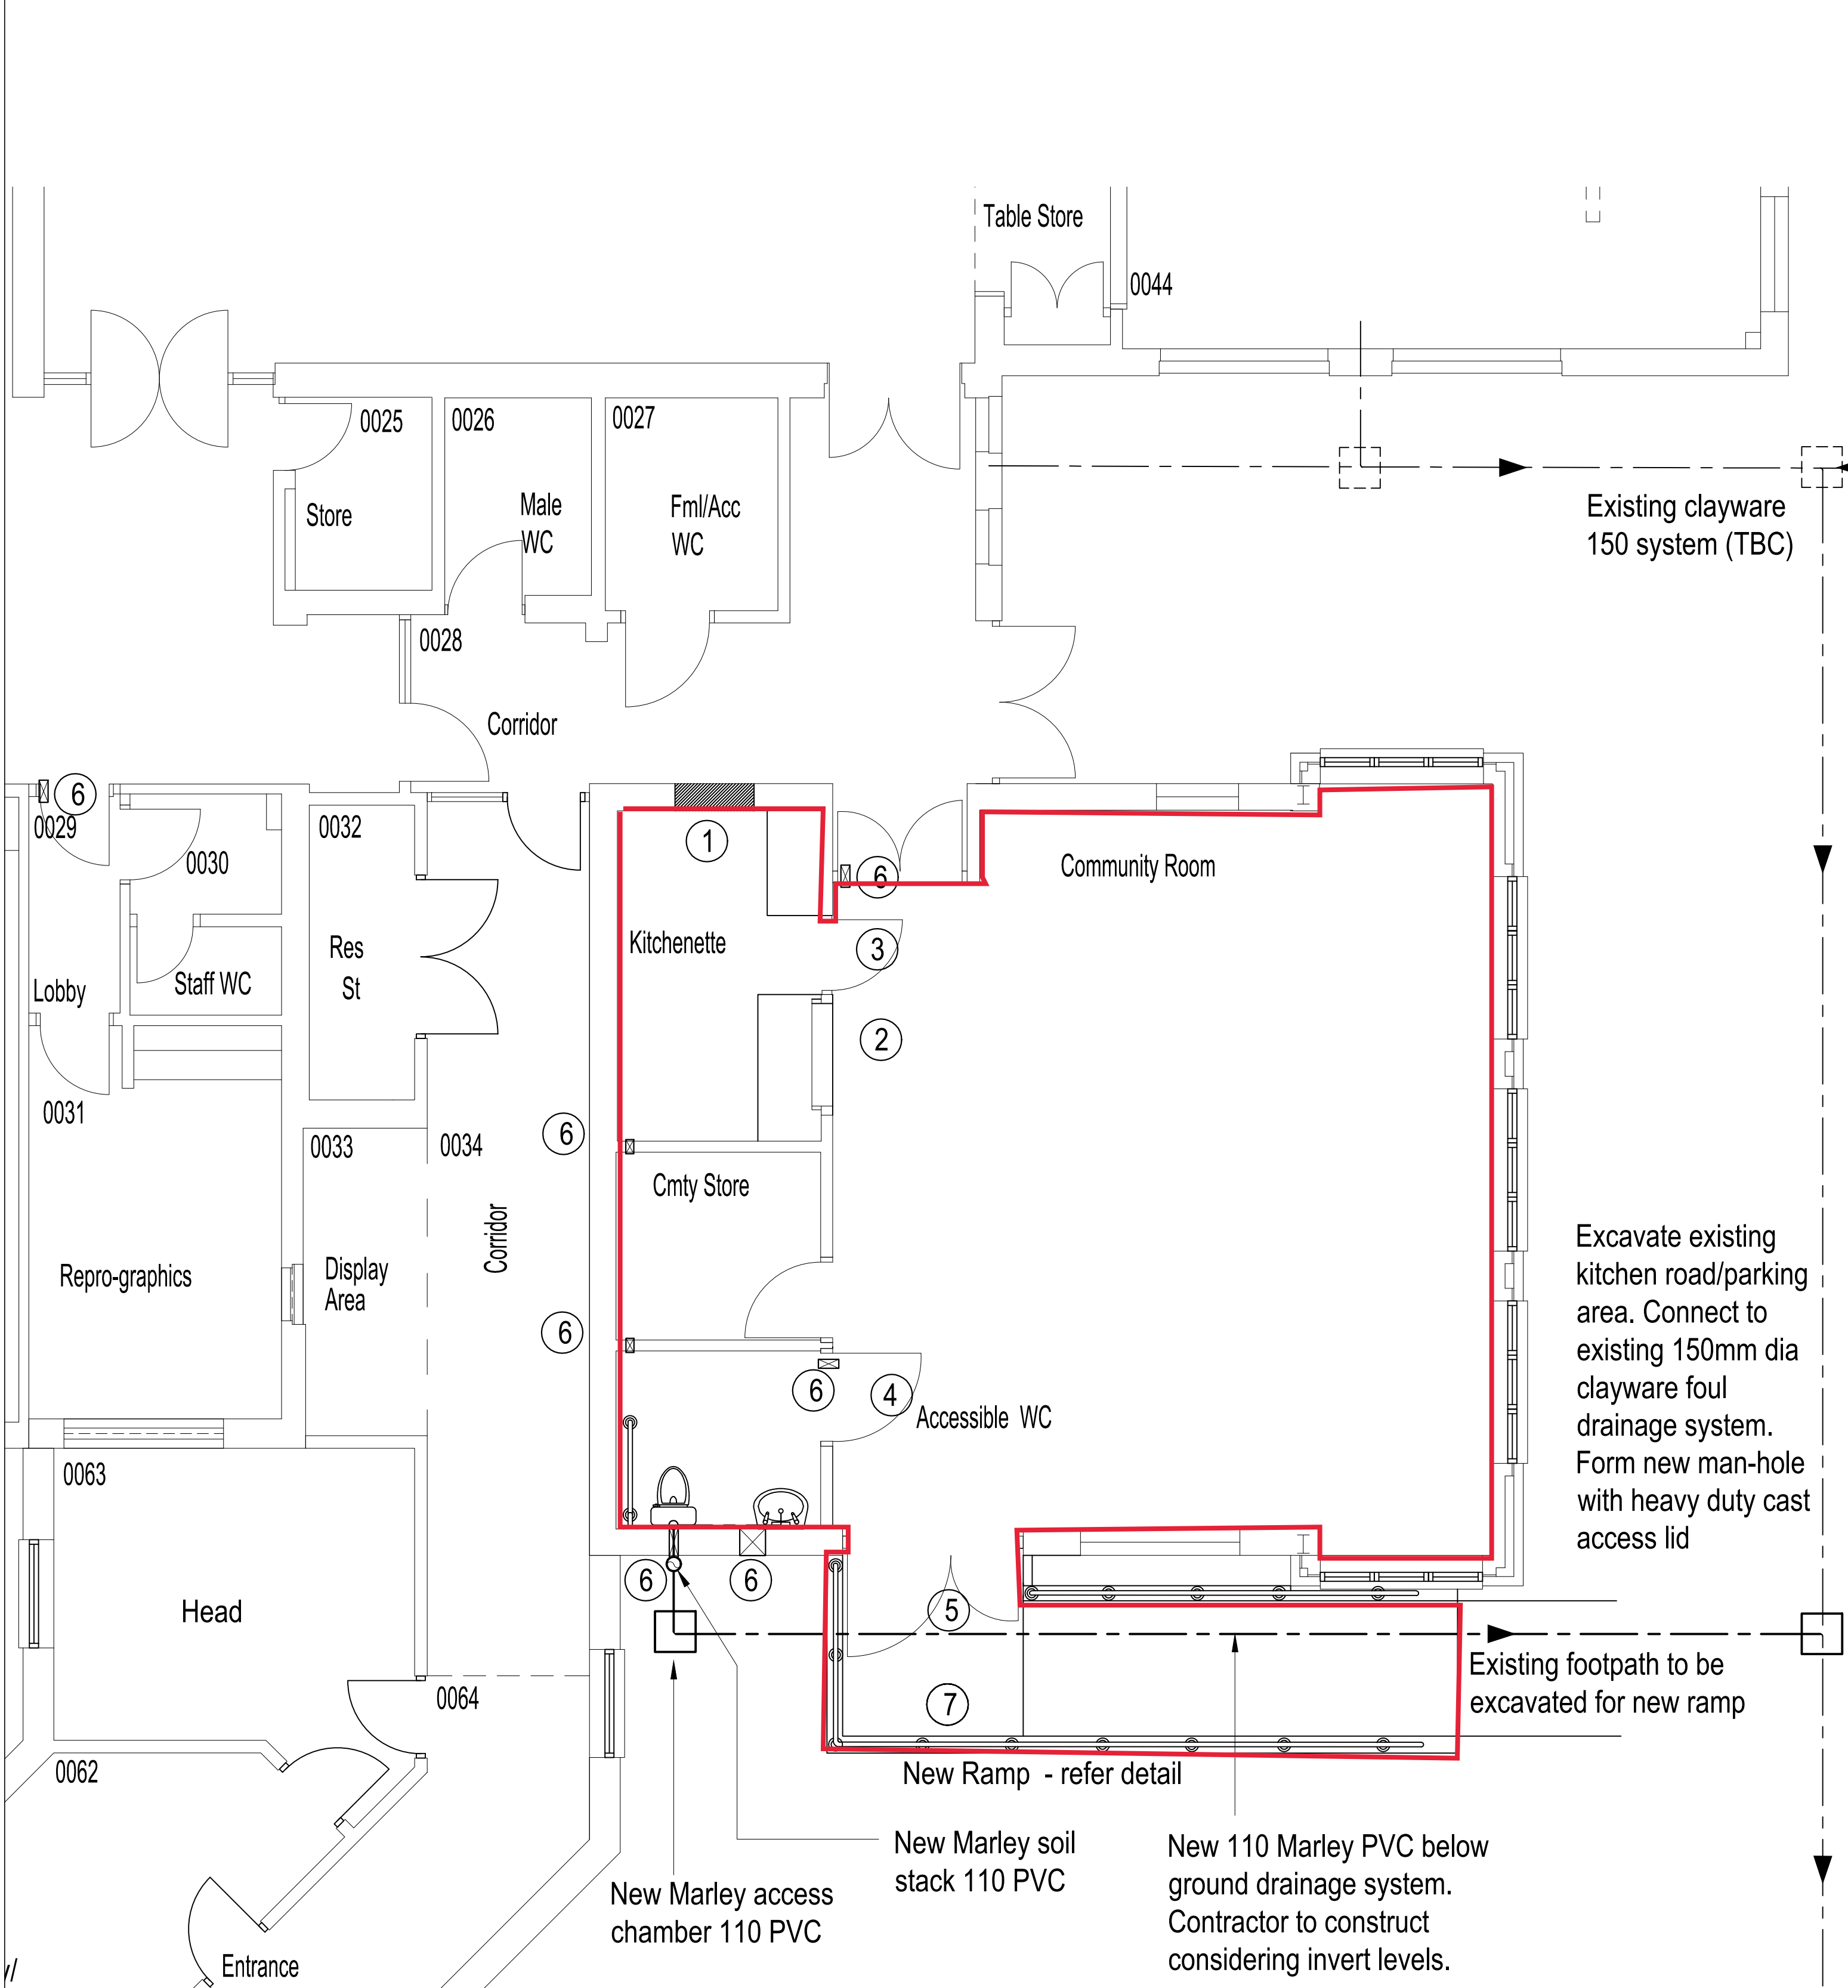 Table Store
0044
0025
0026
0027
Store
Male
WC
Fml/Acc
WC
Existing clayware
150 system (TBC)
0028
Corridor
6
0029
0030
0032
1
6
Community Room
Kitchenette
3
Res
St
Lobby
Staff WC
2
0031
0033
0034
6
Cmty Store
Corridor
Repro-graphics
Display
Area
6
6
4
Accessible WC
Excavate existing
kitchen road/parking
area. Connect to
existing 150mm dia
clayware foul
drainage system.
Form new man-hole
with heavy duty cast
access lid
0063
Head
6
6
5
7
Existing footpath to be
excavated for new ramp
0064
0062
New Ramp - refer detail
New Marley soil
stack 110 PVC
New Marley access
chamber 110 PVC
New 110 Marley PVC below
ground drainage system.
Contractor to construct
considering invert levels.
Entrance